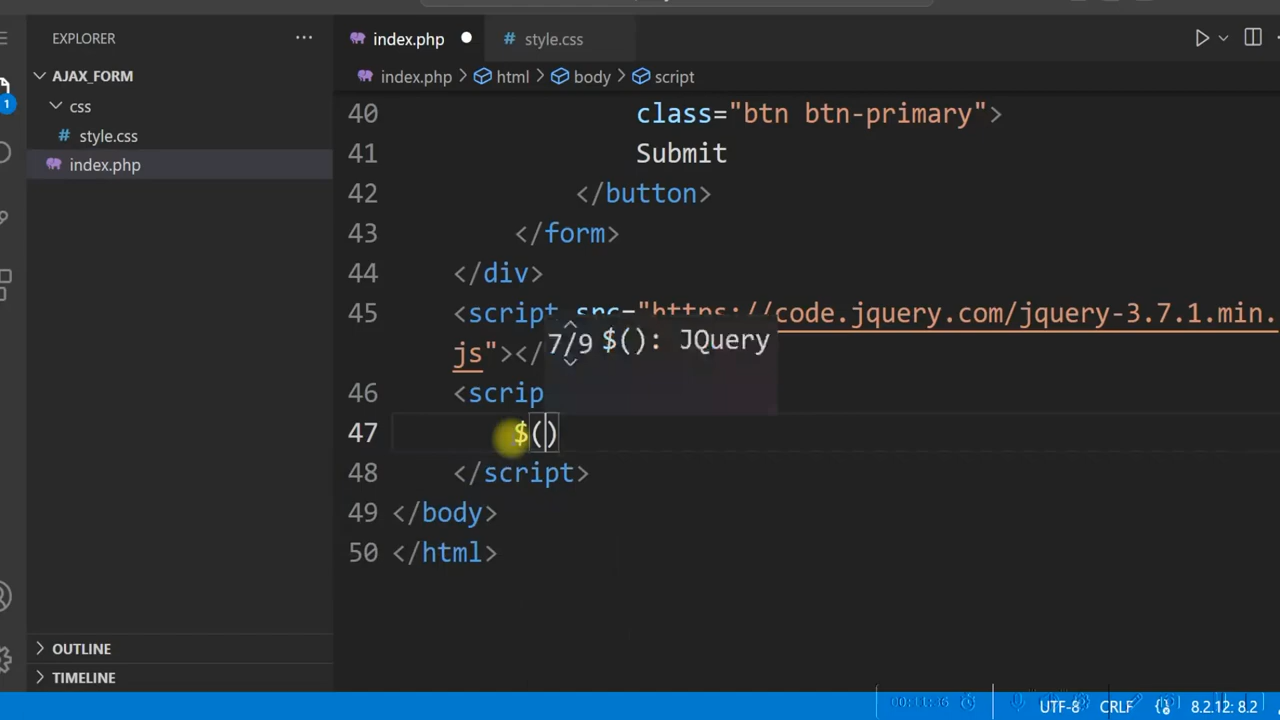 EXPLORER
AJAX_FORM
css
# style.css
index.php
1
OUTLINE
TIMELINE
index.php
# style.css
index.php > html > body > script
40 class="btn btn-primary">
41 Submit
42 </button>
43 </form>
44 </div>
45 <script src="https://code.jquery.com/jquery-3.7.1.min.
js"></
7/9 $(): JQuery
46 <scrip
47 $()
48 </script>
49 </body>
50 </html>
UTF-8 CRLF 8.2.12: 8.2